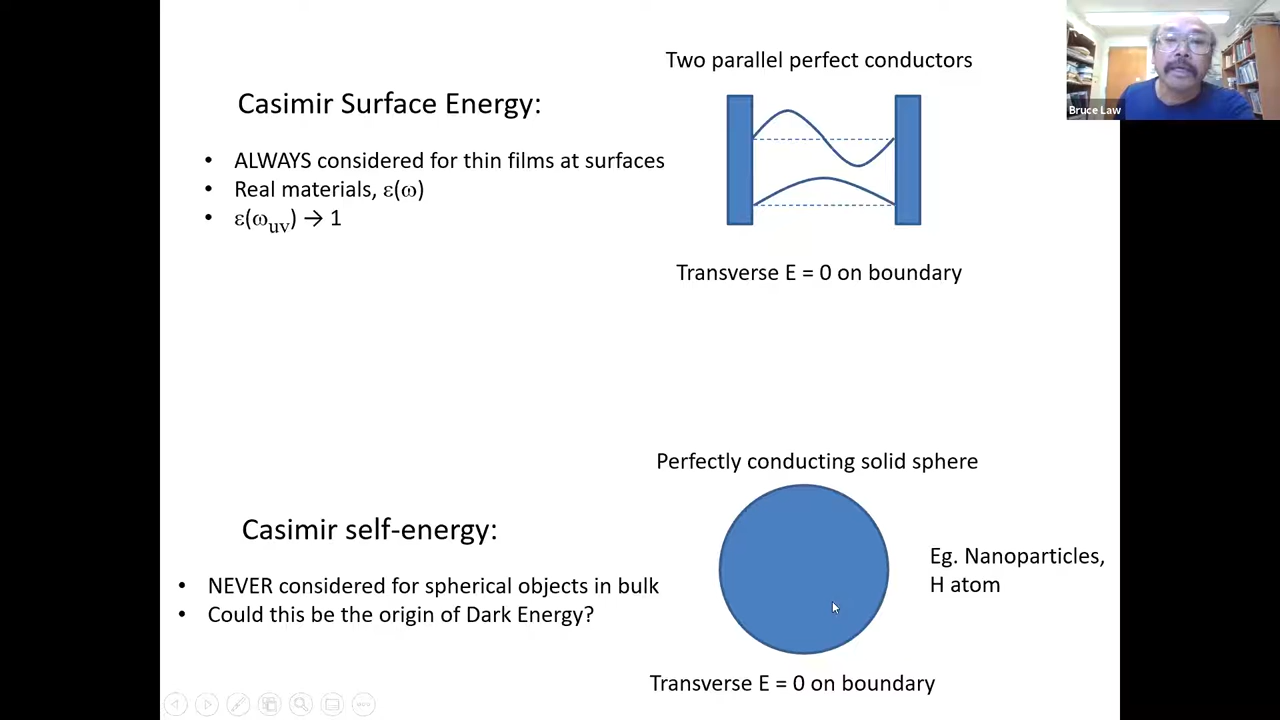 Two parallel perfect conductors
Bruce Law
Casimir Surface Energy:
• ALWAYS considered for thin films at surfaces
• Real materials, ε(ω)
• ε(ωuv) → 1
Transverse E = 0 on boundary
Perfectly conducting solid sphere
Casimir self-energy:
• NEVER considered for spherical objects in bulk
• Could this be the origin of Dark Energy?
Eg. Nanoparticles,
H atom
Transverse E = 0 on boundary